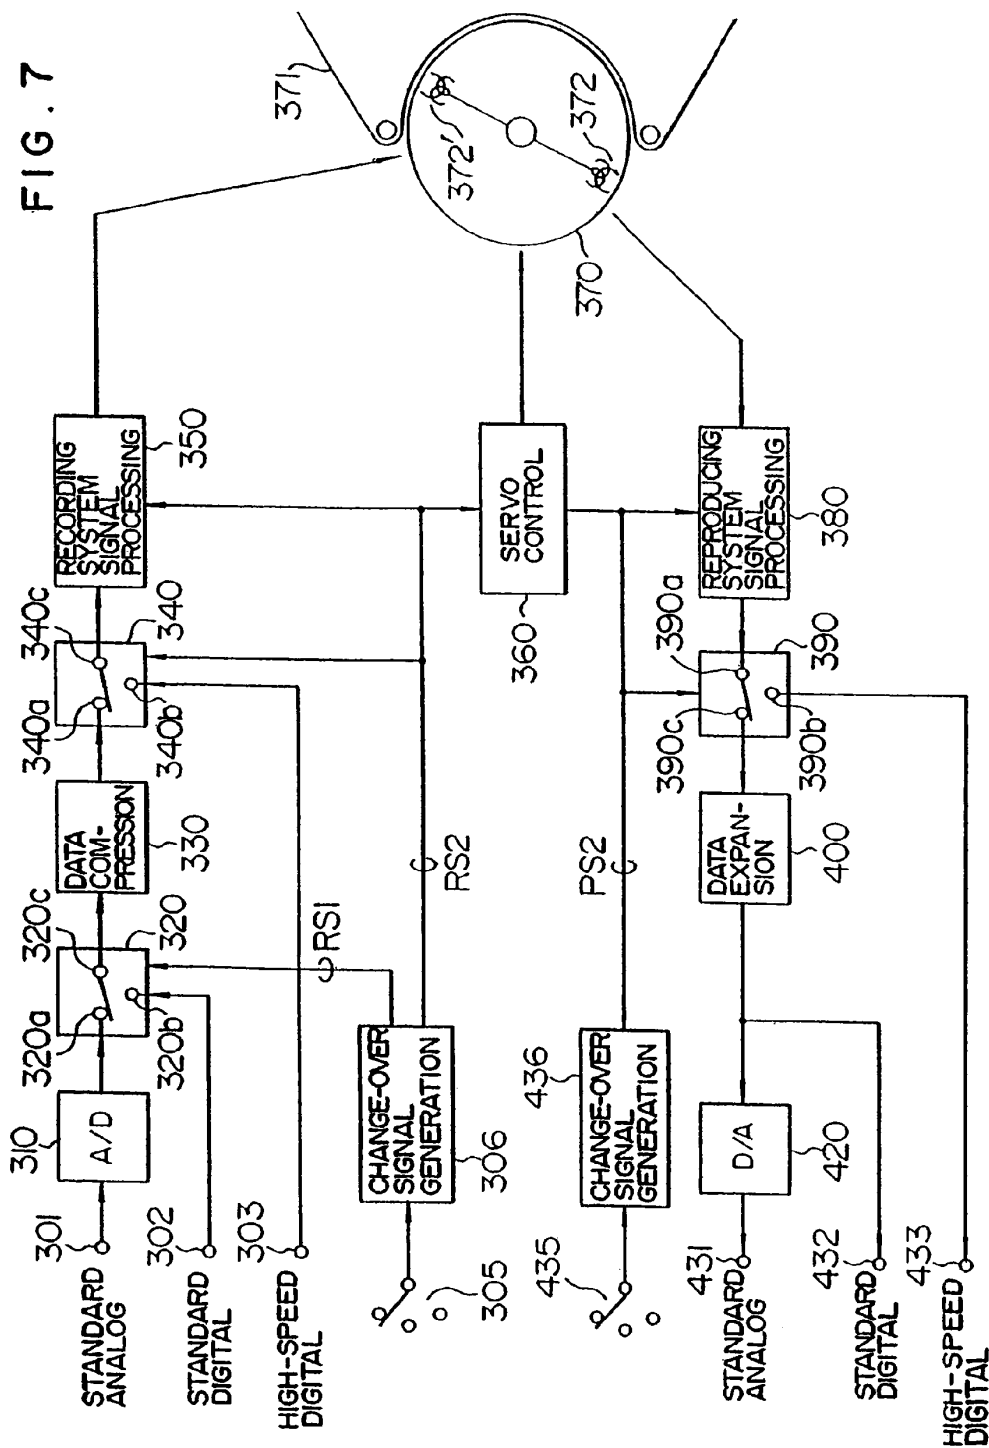 FIG. 7
STANDARD
ANALOG
301
310
A/D
320a
320c
320b
320
DATA
COM-
PRESSION
330
340a
340c
340b
340
RECORDING
SYSTEM
SIGNAL
PROCESSING
350
STANDARD
DIGITAL
302
HIGH-SPEED
DIGITAL
303
RS1
305
CHANGE-OVER
SIGNAL
GENERATION
306
RS2
SERVO
CONTROL
360
371
372'
372
370
435
CHANGE-OVER
SIGNAL
GENERATION
436
PS2
STANDARD
ANALOG
431
D/A
420
DATA
EXPAN-
SION
400
390c
390a
390b
390
REPRODUCING
SYSTEM
SIGNAL
PROCESSING
380
STANDARD
DIGITAL
432
HIGH-SPEED
DIGITAL
433